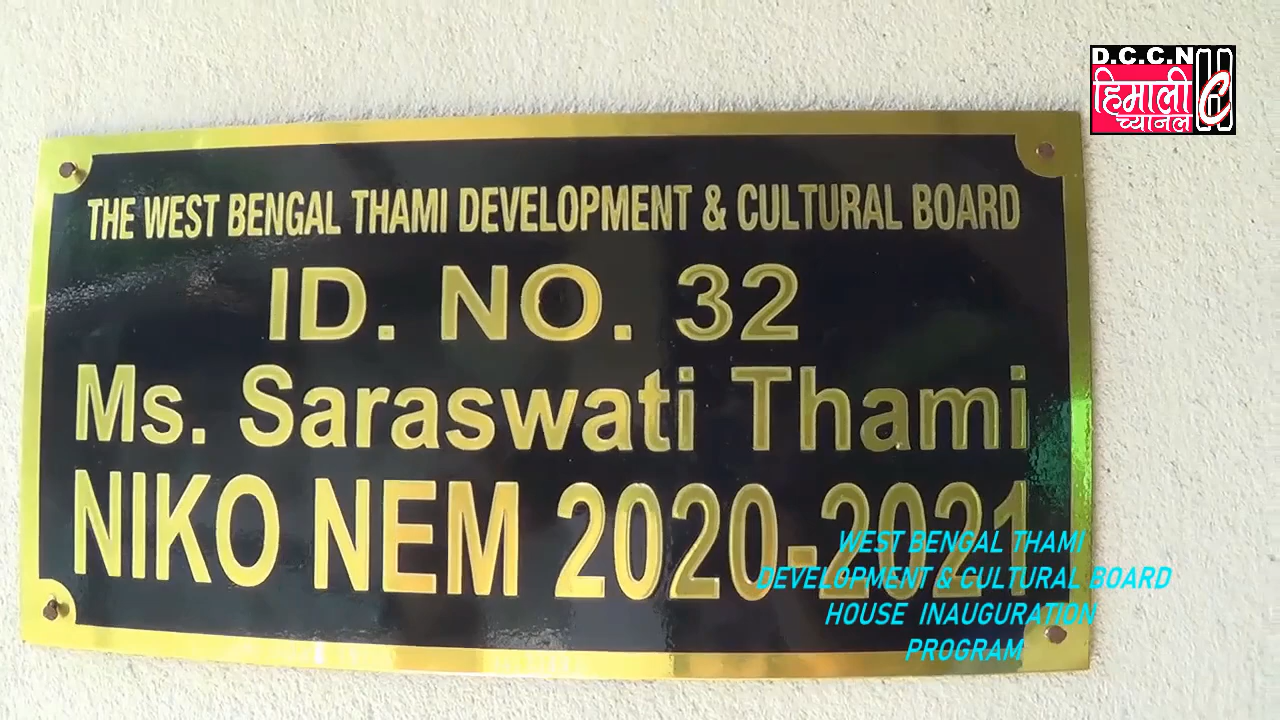 D.C.C.N
हिमाली
च्यानल
THE WEST BENGAL THAMI DEVELOPMENT & CULTURAL BOARD
ID. NO. 32
Ms. Saraswati Thami
NIKO NEM 2020-2021
WEST BENGAL THAMI
DEVELOPMENT & CULTURAL BOARD
HOUSE INAUGURATION
PROGRAM